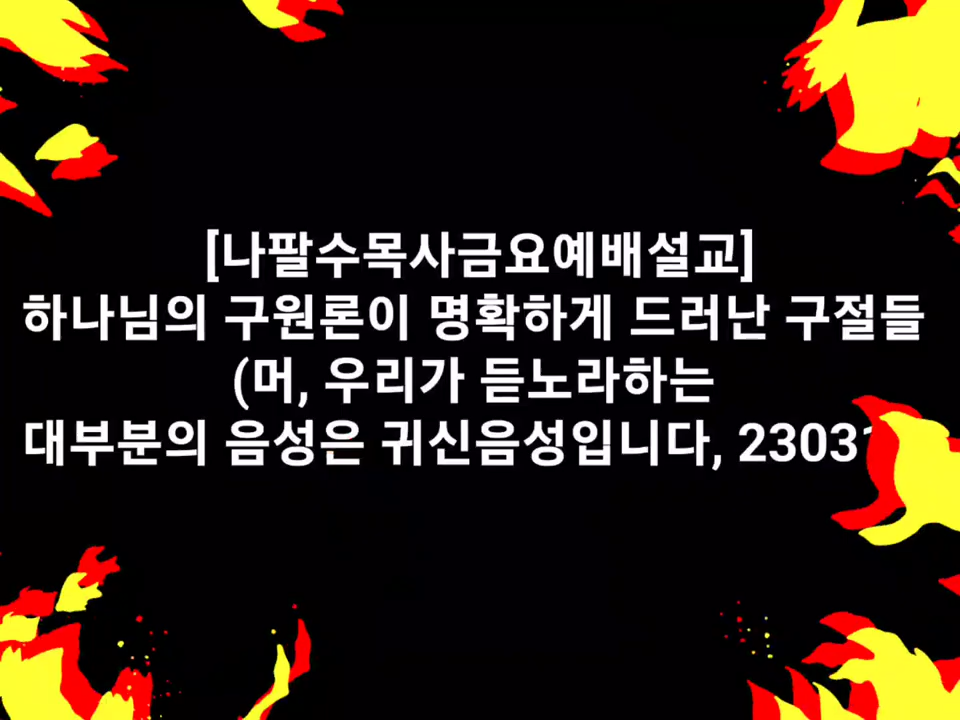 [나팔수목사금요예배설교]
하나님의 구원론이 명확하게 드러난 구절들
(머, 우리가 듣노라하는
대부분의 음성은 귀신음성입니다,